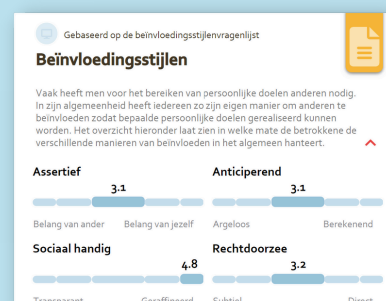 Gebaseerd op de beïnvloedingsstijlenvragenlijst
Beïnvloedingsstijlen
Vaak heeft men voor het bereiken van persoonlijke doelen anderen nodig.
In zijn algemeenheid heeft iedereen zo zijn eigen manier om anderen te
beïnvloeden zodat bepaalde persoonlijke doelen gerealiseerd kunnen
worden. Het overzicht hieronder laat zien in welke mate de betrokkene de
verschillende manieren van beïnvloeden in het algemeen hanteert.
Assertief
3.1
Belang van ander Belang van jezelf
Anticiperend
3.1
Argeloos Berekenend
Sociaal handig
4.8
Transparant Geraffineerd
Rechtdoorzee
3.2
Subtiel Direct